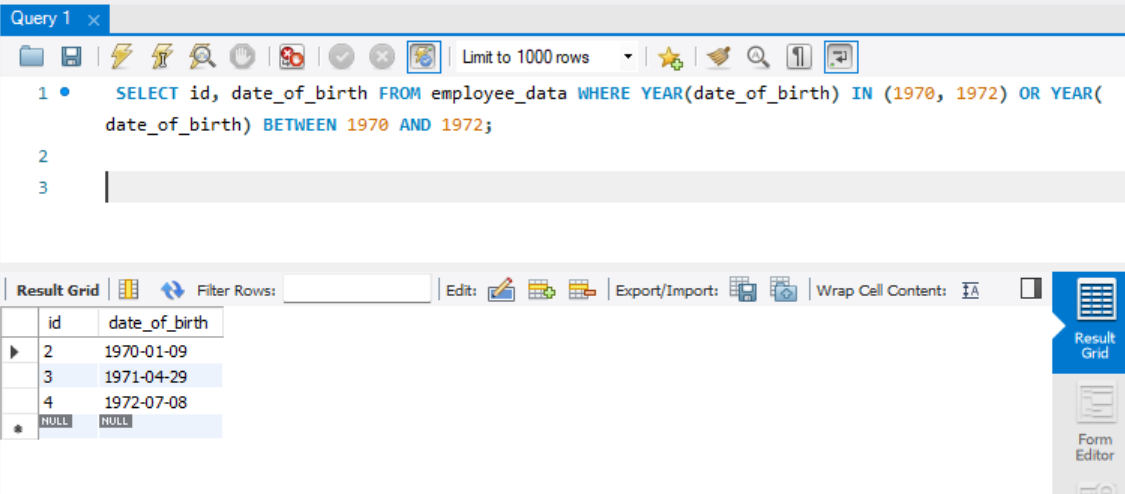 Query 1
Limit to 1000 rows
1 SELECT id, date_of_birth FROM employee_data WHERE YEAR(date_of_birth) IN (1970, 1972) OR YEAR(
date_of_birth) BETWEEN 1970 AND 1972;
2
3
Result Grid Filter Rows: Edit: Export/Import: Wrap Cell Content: IA
id date_of_birth
2 1970-01-09
3 1971-04-29
4 1972-07-08
NULL NULL
Result
Grid
Form
Editor